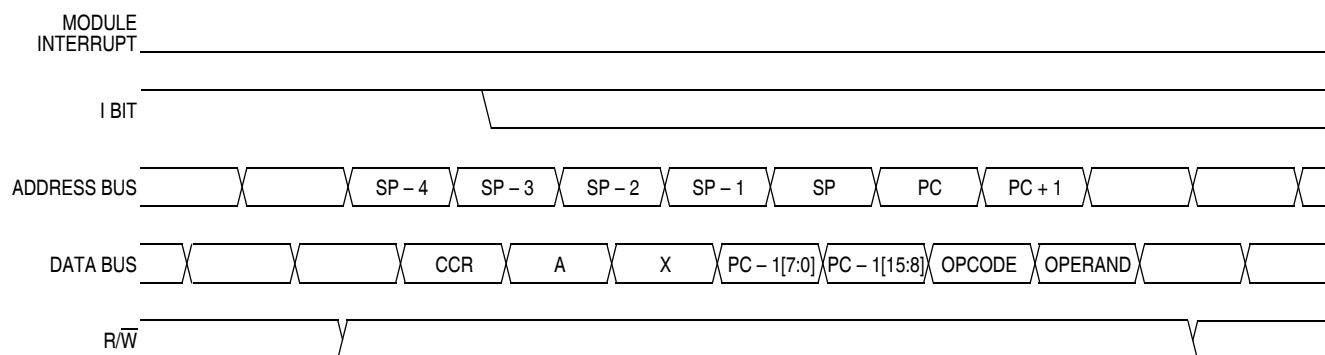 MODULE
INTERRUPT
I BIT
ADDRESS BUS SP – 4 SP – 3 SP – 2 SP – 1 SP PC PC + 1
DATA BUS CCR A X PC – 1[7:0] PC – 1[15:8] OPCODE OPERAND
R/W̅